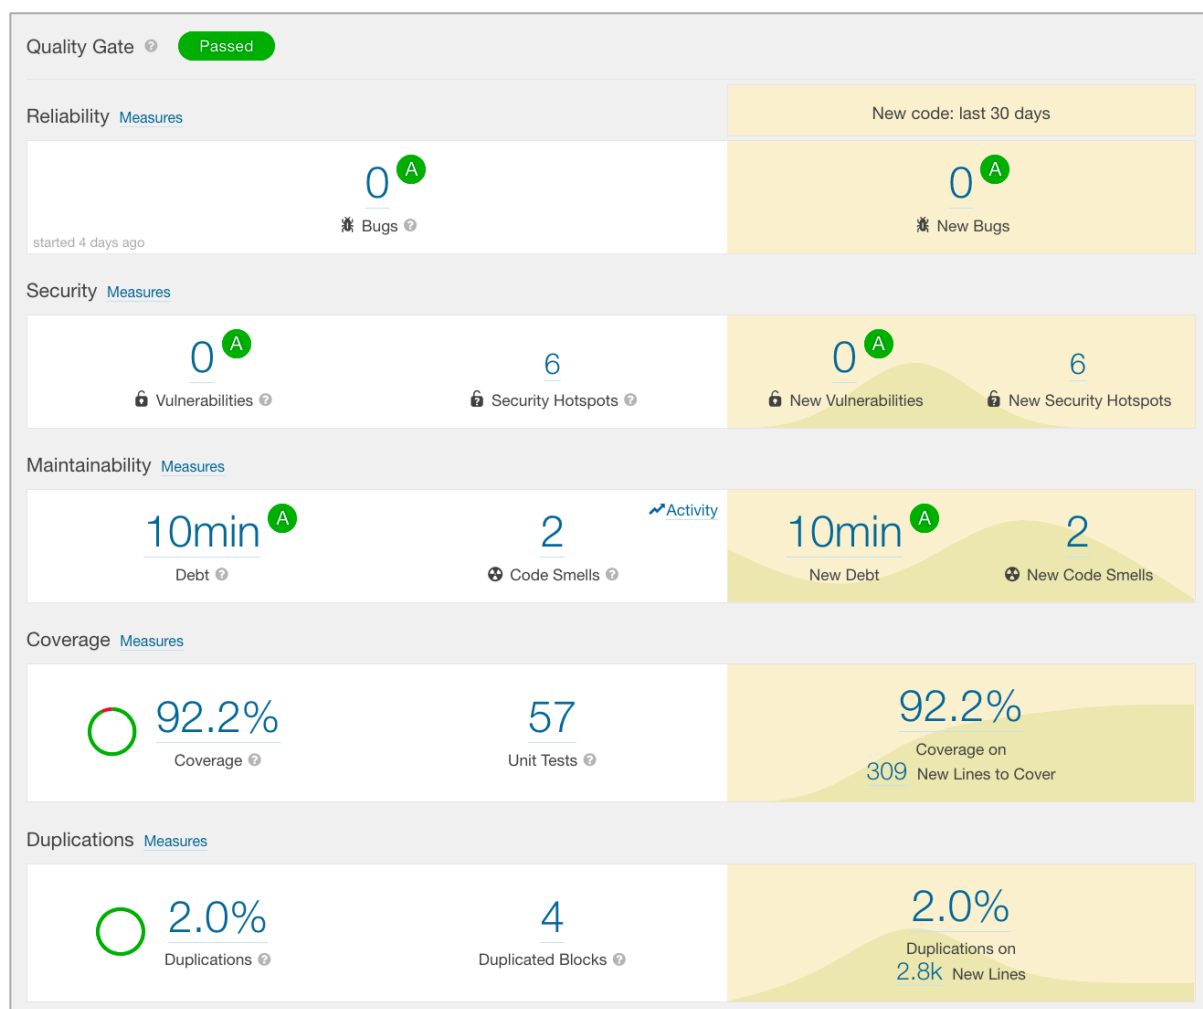 Quality Gate Passed
Reliability Measures
New code: last 30 days
0 A
Bugs
started 4 days ago
0 A
New Bugs
Security Measures
0 A
Vulnerabilities
6
Security Hotspots
0 A
New Vulnerabilities
6
New Security Hotspots
Maintainability Measures
Activity
10min A
Debt
2
Code Smells
10min A
New Debt
2
New Code Smells
Coverage Measures
92.2%
Coverage
57
Unit Tests
92.2%
Coverage on
309 New Lines to Cover
Duplications Measures
2.0%
Duplications
4
Duplicated Blocks
2.0%
Duplications on
2.8k New Lines